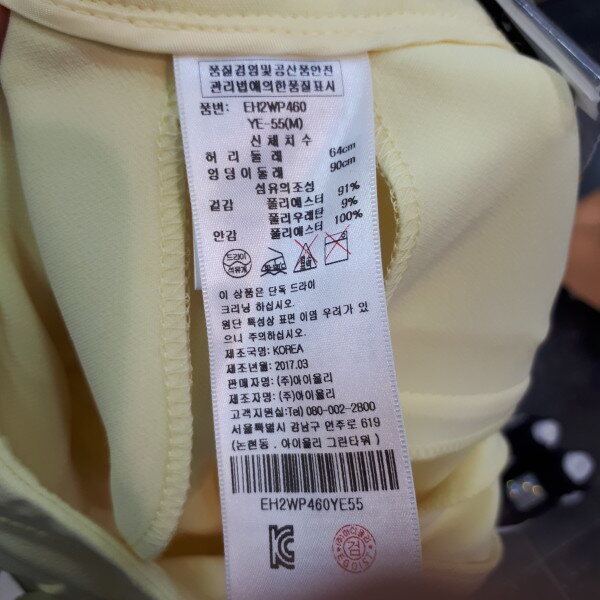 품질경영및공산품안전
관리법에의한품질표시
품번: EH2WP460
YE-55(M)
신체치수
허리둘레 64cm
엉덩이둘레 90cm
섬유의조성
겉감 폴리에스터 91%
폴리우레탄 9%
안감 폴리에스터 100%
드라이
석유계
이 상품은 단독 드라이
크리닝 하십시오.
원단 특성상 표면 이염 우려가 있
으니 주의하십시오.
제조국명: KOREA
제조년월: 2017.03
판매자명: (주)아이올리
제조자명: (주)아이올리
고객지원실:Tel) 080-002-2800
서울특별시 강남구 언주로 619
(논현동 . 아이올리 그린타워)
EH2WP460YE55